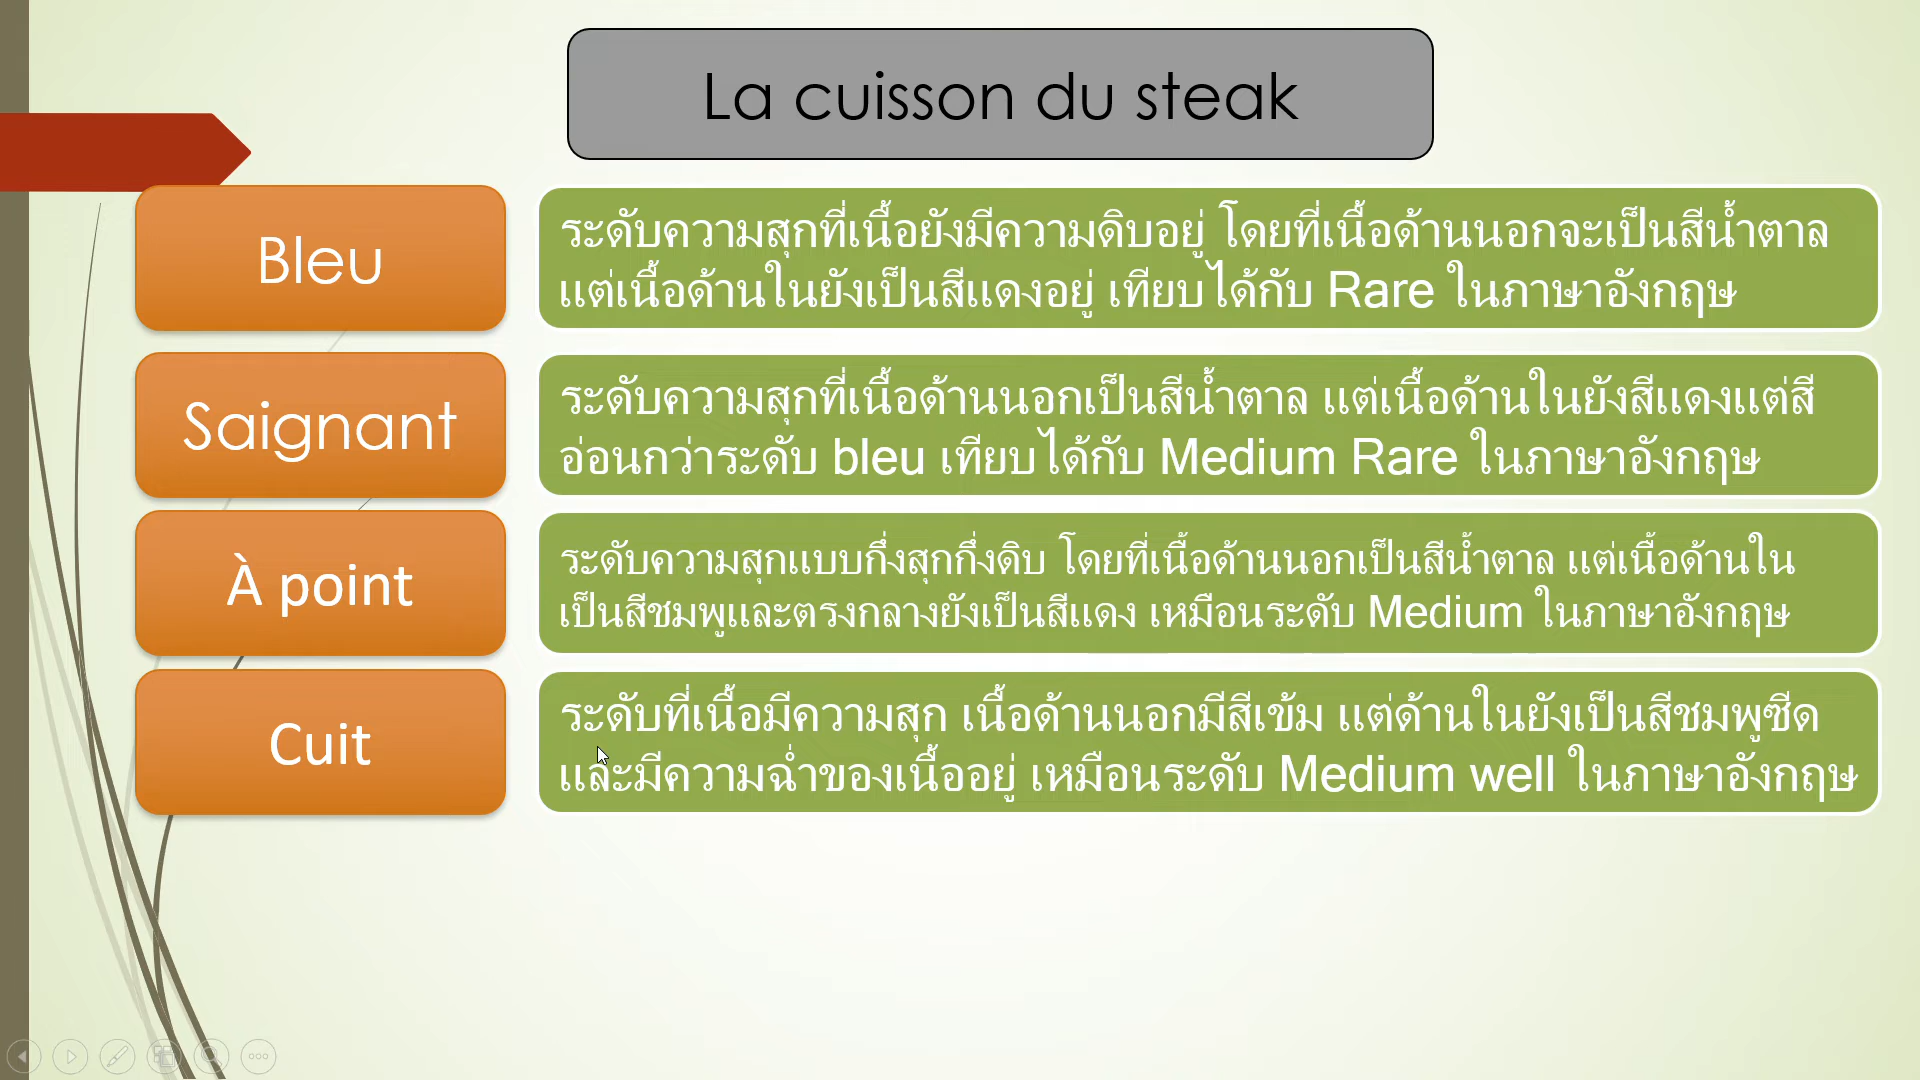 La cuisson du steak
Bleu
ระดับความสุกที่เนื้อยังมีความดิบอยู่ โดยที่เนื้อด้านนอกจะเป็นสีน้ำตาล
แต่เนื้อด้านในยังเป็นสีแดงอยู่ เทียบได้กับ Rare ในภาษาอังกฤษ
Saignant
ระดับความสุกที่เนื้อด้านนอกเป็นสีน้ำตาล แต่เนื้อด้านในยังสีแดงแต่สี
อ่อนกว่าระดับ bleu เทียบได้กับ Medium Rare ในภาษาอังกฤษ
À point
ระดับความสุกแบบกึ่งสุกกึ่งดิบ โดยที่เนื้อด้านนอกเป็นสีน้ำตาล แต่เนื้อด้านใน
เป็นสีชมพูและตรงกลางยังเป็นสีแดง เหมือนระดับ Medium ในภาษาอังกฤษ
Cuit
ระดับที่เนื้อมีความสุก เนื้อด้านนอกมีสีเข้ม แต่ด้านในยังเป็นสีชมพูซีด
และมีความฉ่ำของเนื้ออยู่ เหมือนระดับ Medium well ในภาษาอังกฤษ